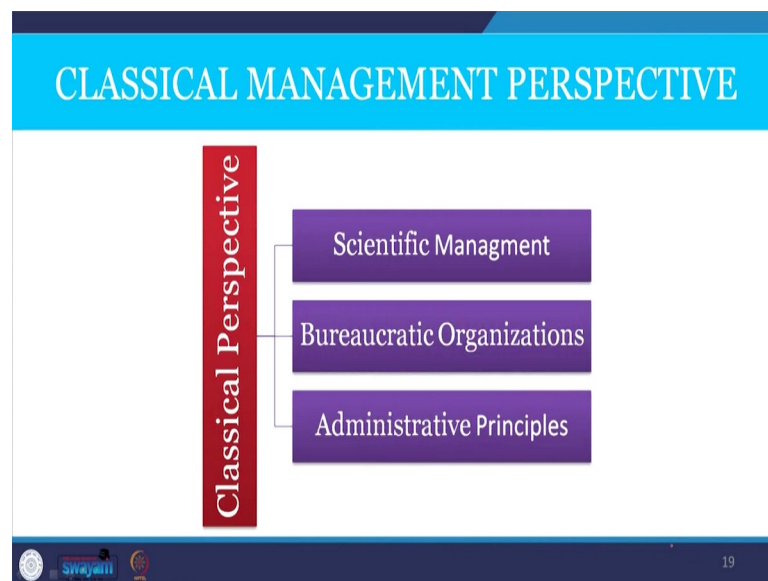 CLASSICAL MANAGEMENT PERSPECTIVE
Classical Perspective
Scientific Managment
Bureaucratic Organizations
Administrative Principles
swayam
19